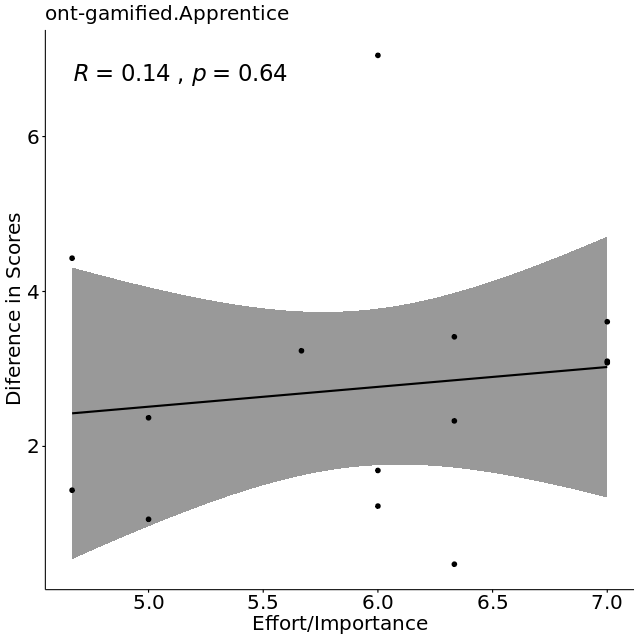 ont-gamified.Apprentice
R = 0.14 , p = 0.64
Diference in Scores
6
4
2
5.0 5.5 6.0 6.5 7.0
Effort/Importance